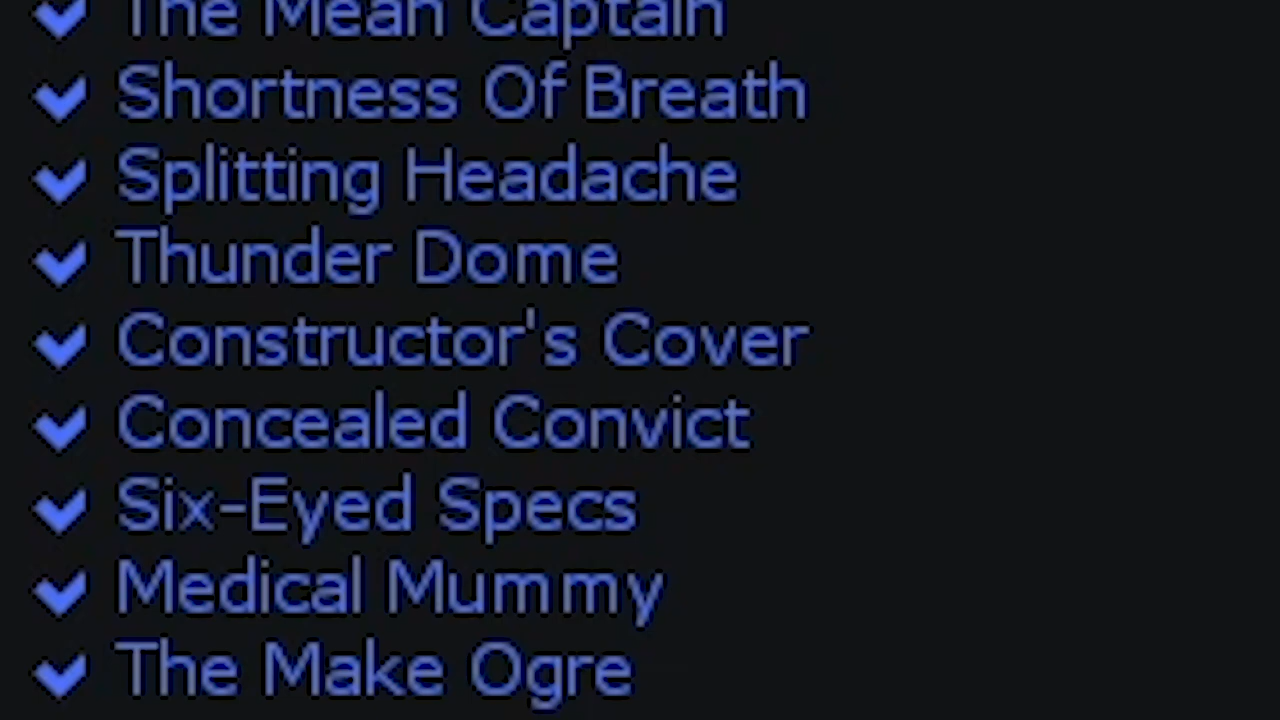 The Mean Captain
Shortness Of Breath
Splitting Headache
Thunder Dome
Constructor's Cover
Concealed Convict
Six-Eyed Specs
Medical Mummy
The Make Ogre